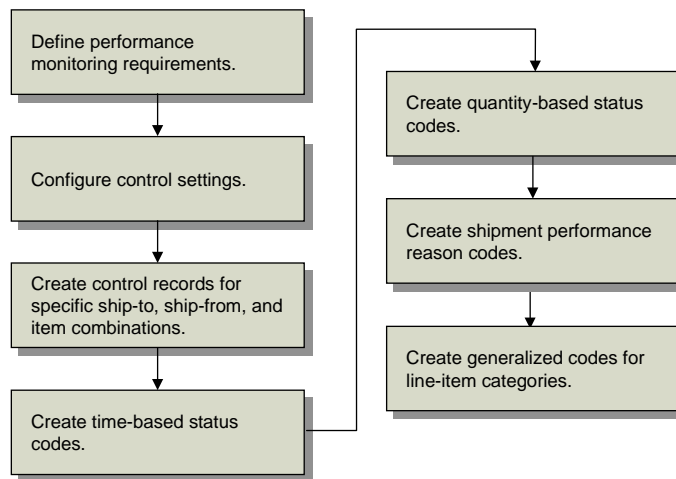 Define performance
monitoring requirements.
Configure control settings.
Create control records for
specific ship-to, ship-from, and
item combinations.
Create time-based status
codes.
Create quantity-based status
codes.
Create shipment performance
reason codes.
Create generalized codes for
line-item categories.